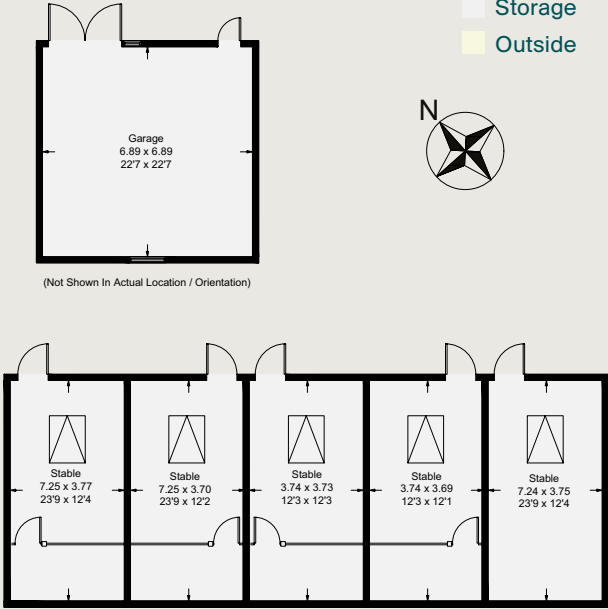 Storage
Outside
N
Garage
6.89 x 6.89
22'7 x 22'7
(Not Shown In Actual Location / Orientation)
Stable
7.25 x 3.77
23'9 x 12'4
Stable
7.25 x 3.70
23'9 x 12'2
Stable
3.74 x 3.73
12'3 x 12'3
Stable
3.74 x 3.69
12'3 x 12'1
Stable
7.24 x 3.75
23'9 x 12'4